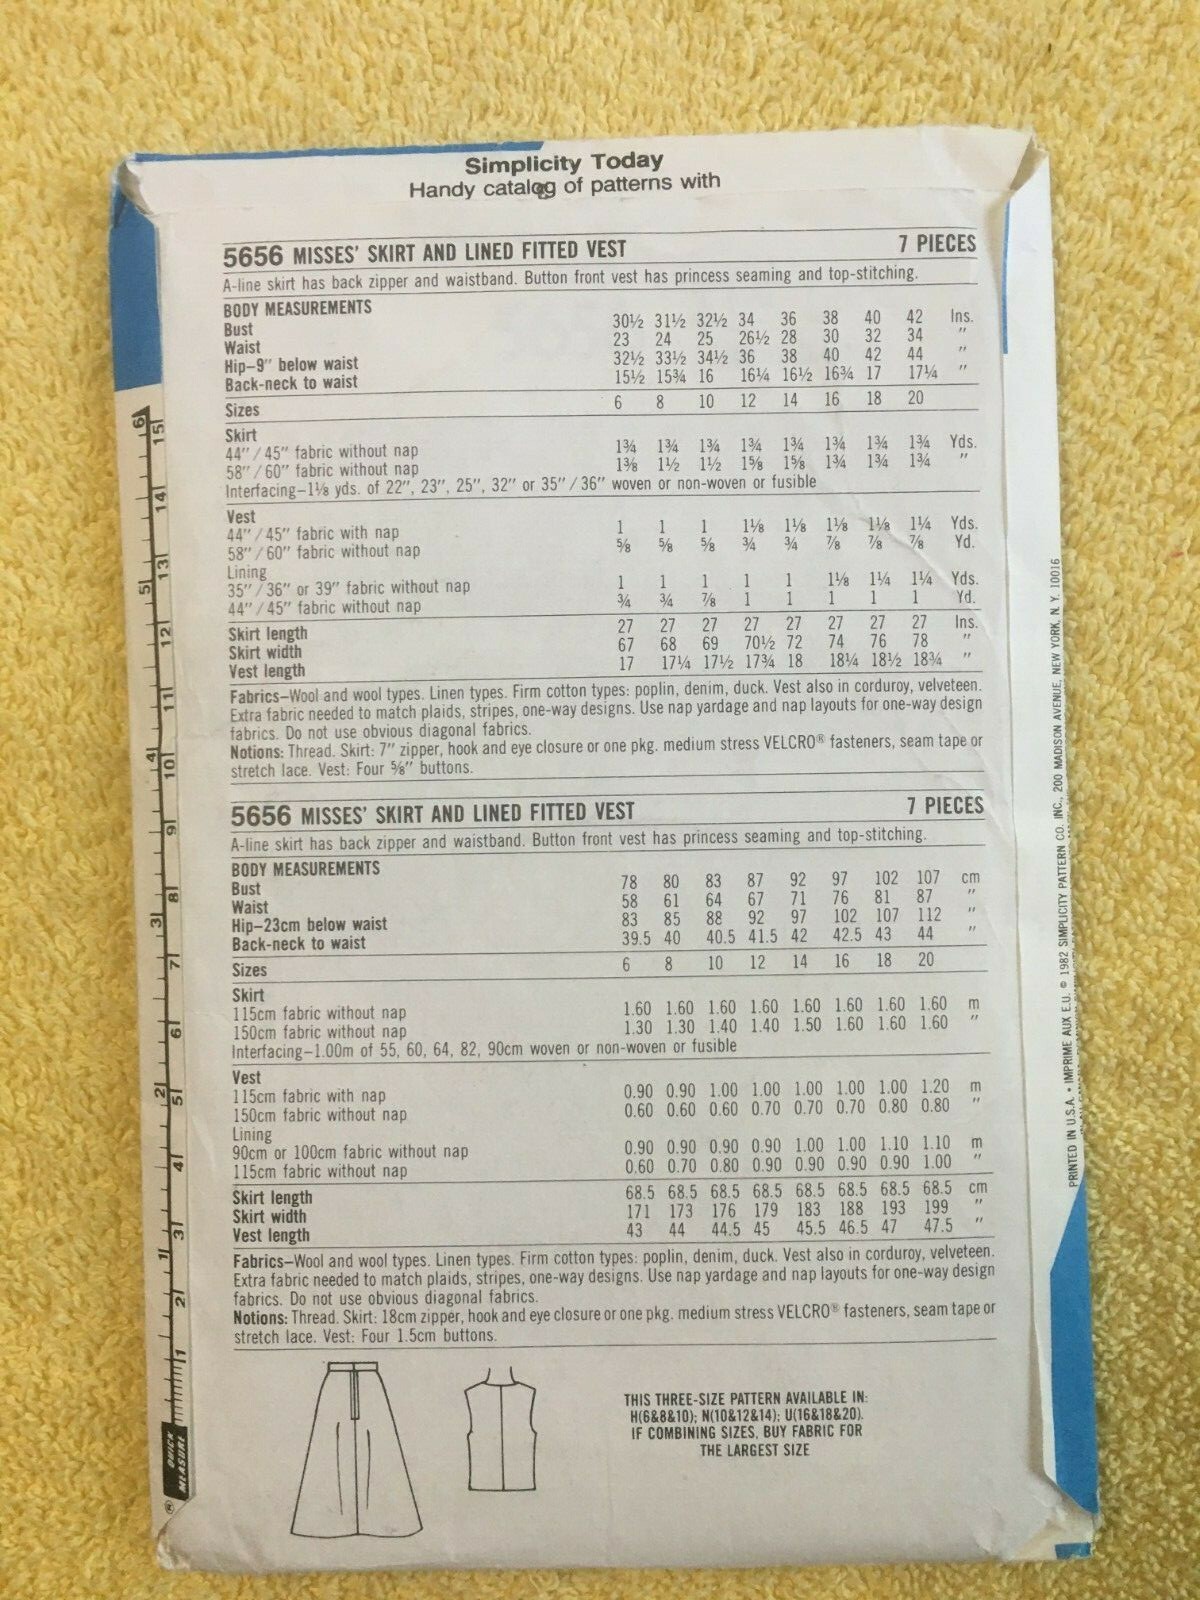 Simplicity Today
Handy catalog of patterns with
5656 MISSES' SKIRT AND LINED FITTED VEST 7 PIECES
A-line skirt has back zipper and waistband. Button front vest has princess seaming and top-stitching.
BODY MEASUREMENTS
Bust 30½ 31½ 32½ 34 36 38 40 42 Ins.
Waist 23 24 25 26½ 28 30 32 34 "
Hip–9" below waist 32½ 33½ 34½ 36 38 40 42 44 "
Back-neck to waist 15½ 15¾ 16 16¼ 16½ 16¾ 17 17¼ "
Sizes 6 8 10 12 14 16 18 20
Skirt
44"/45" fabric without nap 1¾ 1¾ 1¾ 1¾ 1¾ 1¾ 1¾ 1¾ Yds.
58"/60" fabric without nap 1⅜ 1½ 1½ 1⅝ 1⅝ 1¾ 1¾ 1¾ "
Interfacing–1⅛ yds. of 22", 23", 25", 32" or 35"/36" woven or non-woven or fusible
Vest
44"/45" fabric with nap 1 1 1 1⅛ 1⅛ 1⅛ 1⅛ 1¼ Yds.
58"/60" fabric without nap ⅝ ⅝ ⅝ ¾ ¾ ⅞ ⅞ ⅞ Yd.
Lining
35"/36" or 39" fabric without nap 1 1 1 1 1 1⅛ 1¼ 1¼ Yds.
44"/45" fabric without nap ¾ ¾ ⅞ 1 1 1 1 1 Yd.
Skirt length 27 27 27 27 27 27 27 27 Ins.
Skirt width 67 68 69 70½ 72 74 76 78 "
Vest length 17 17¼ 17½ 17¾ 18 18¼ 18½ 18¾ "
Fabrics–Wool and wool types. Linen types. Firm cotton types: poplin, denim, duck. Vest also in corduroy, velveteen.
Extra fabric needed to match plaids, stripes, one-way designs. Use nap yardage and nap layouts for one-way design
fabrics. Do not use obvious diagonal fabrics.
Notions: Thread. Skirt: 7" zipper, hook and eye closure or one pkg. medium stress VELCRO® fasteners, seam tape or
stretch lace. Vest: Four ⅝" buttons.
5656 MISSES' SKIRT AND LINED FITTED VEST 7 PIECES
A-line skirt has back zipper and waistband. Button front vest has princess seaming and top-stitching.
BODY MEASUREMENTS
Bust 78 80 83 87 92 97 102 107 cm
Waist 58 61 64 67 71 76 81 87 "
Hip–23cm below waist 83 85 88 92 97 102 107 112 "
Back-neck to waist 39.5 40 40.5 41.5 42 42.5 43 44 "
Sizes 6 8 10 12 14 16 18 20
Skirt
115cm fabric without nap 1.60 1.60 1.60 1.60 1.60 1.60 1.60 1.60 m
150cm fabric without nap 1.30 1.30 1.40 1.40 1.50 1.60 1.60 1.60 "
Interfacing–1.00m of 55, 60, 64, 82, 90cm woven or non-woven or fusible
Vest
115cm fabric with nap 0.90 0.90 1.00 1.00 1.00 1.00 1.00 1.20 m
150cm fabric without nap 0.60 0.60 0.60 0.70 0.70 0.70 0.80 0.80 "
Lining
90cm or 100cm fabric without nap 0.90 0.90 0.90 0.90 1.00 1.00 1.10 1.10 m
115cm fabric without nap 0.60 0.70 0.80 0.90 0.90 0.90 0.90 1.00 "
Skirt length 68.5 68.5 68.5 68.5 68.5 68.5 68.5 68.5 cm
Skirt width 171 173 176 179 183 188 193 199 "
Vest length 43 44 44.5 45 45.5 46.5 47 47.5 "
Fabrics–Wool and wool types. Linen types. Firm cotton types: poplin, denim, duck. Vest also in corduroy, velveteen.
Extra fabric needed to match plaids, stripes, one-way designs. Use nap yardage and nap layouts for one-way design
fabrics. Do not use obvious diagonal fabrics.
Notions: Thread. Skirt: 18cm zipper, hook and eye closure or one pkg. medium stress VELCRO® fasteners, seam tape or
stretch lace. Vest: Four 1.5cm buttons.
THIS THREE-SIZE PATTERN AVAILABLE IN:
H(6&8&10); N(10&12&14); U(16&18&20).
IF COMBINING SIZES, BUY FABRIC FOR
THE LARGEST SIZE
QUICK
MEASURE
®
1 2 3 4 5 6 7 8 9 10 11 12 13 14 15
1 2 3 4 5 6
PRINTED IN U.S.A. • IMPRIME AUX E.U. © 1982 SIMPLICITY PATTERN CO. INC., 200 MADISON AVENUE, NEW YORK, N. Y. 10016